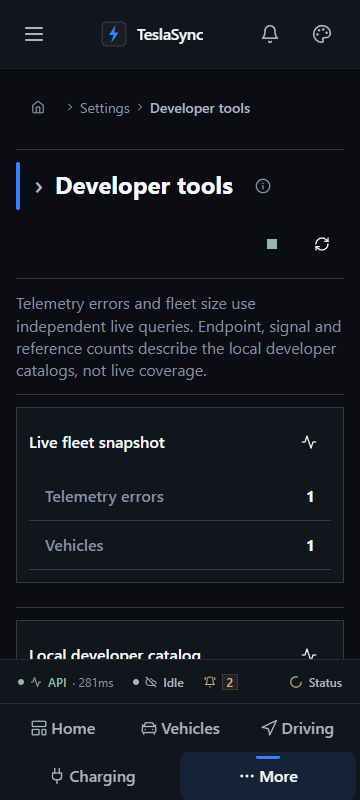 TeslaSync
Settings
Developer tools
Developer tools
Telemetry errors and fleet size use
independent live queries. Endpoint, signal and
reference counts describe the local developer
catalogs, not live coverage.
Live fleet snapshot
Telemetry errors 1
Vehicles 1
Local developer catalog
API · 281ms Idle 2 Status
Home Vehicles Driving
Charging More